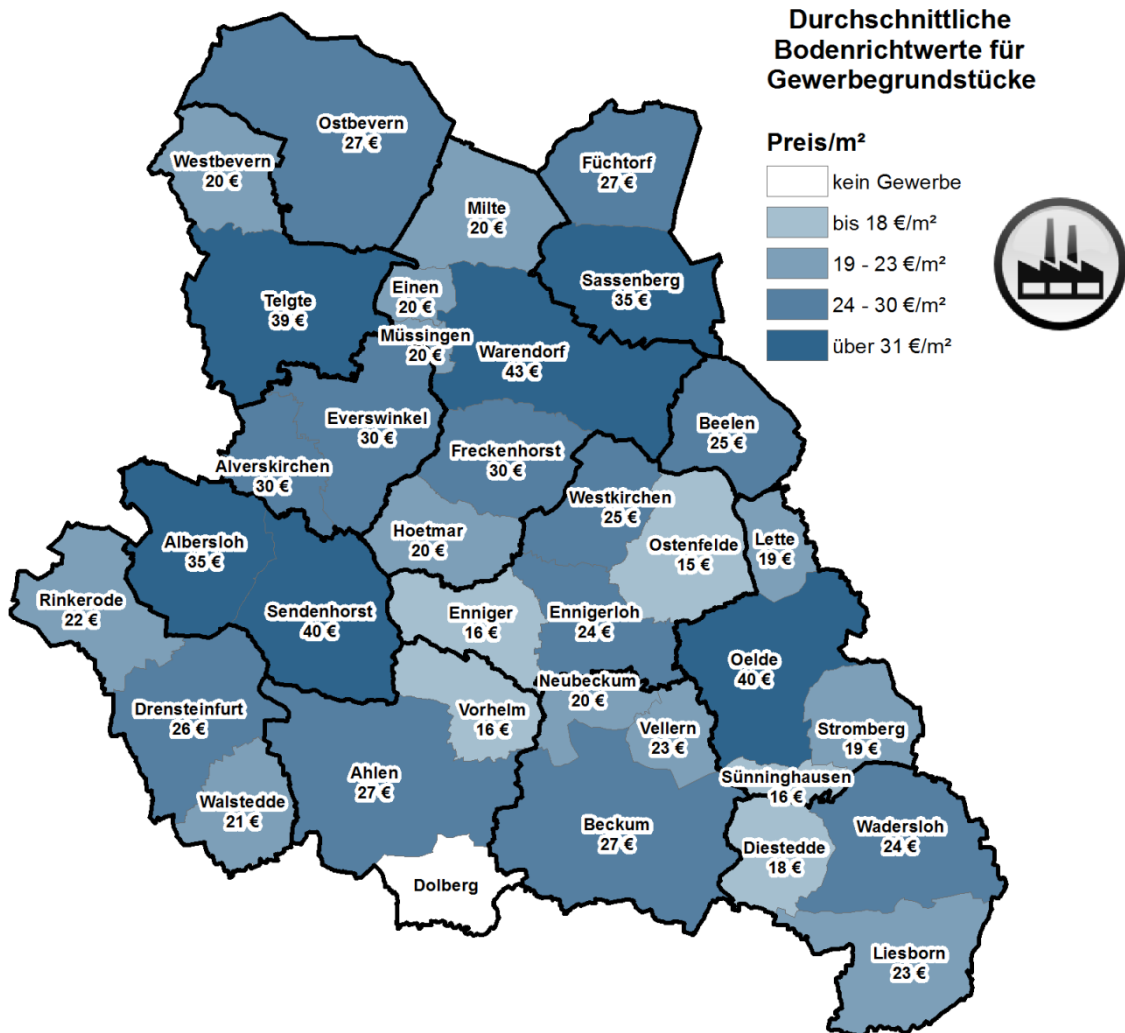 Durchschnittliche
Bodenrichtwerte für
Gewerbegrundstücke
Preis/m²
kein Gewerbe
bis 18 €/m²
19 - 23 €/m²
24 - 30 €/m²
über 31 €/m²
Ostbevern
27 €
Westbevern
20 €
Füchtorf
27 €
Milte
20 €
Sassenberg
35 €
Telgte
39 €
Einen
20 €
Müssingen
20 €
Warendorf
43 €
Everswinkel
30 €
Beelen
25 €
Freckenhorst
30 €
Alverskirchen
30 €
Westkirchen
25 €
Hoetmar
20 €
Albersloh
35 €
Ostenfelde
15 €
Lette
19 €
Rinkerode
22 €
Sendenhorst
40 €
Enniger
16 €
Ennigerloh
24 €
Oelde
40 €
Neubeckum
20 €
Drensteinfurt
26 €
Vorhelm
16 €
Vellern
23 €
Stromberg
19 €
Ahlen
27 €
Sünninghausen
16 €
Walstedde
21 €
Beckum
27 €
Wadersloh
24 €
Diestedde
18 €
Dolberg
Liesborn
23 €